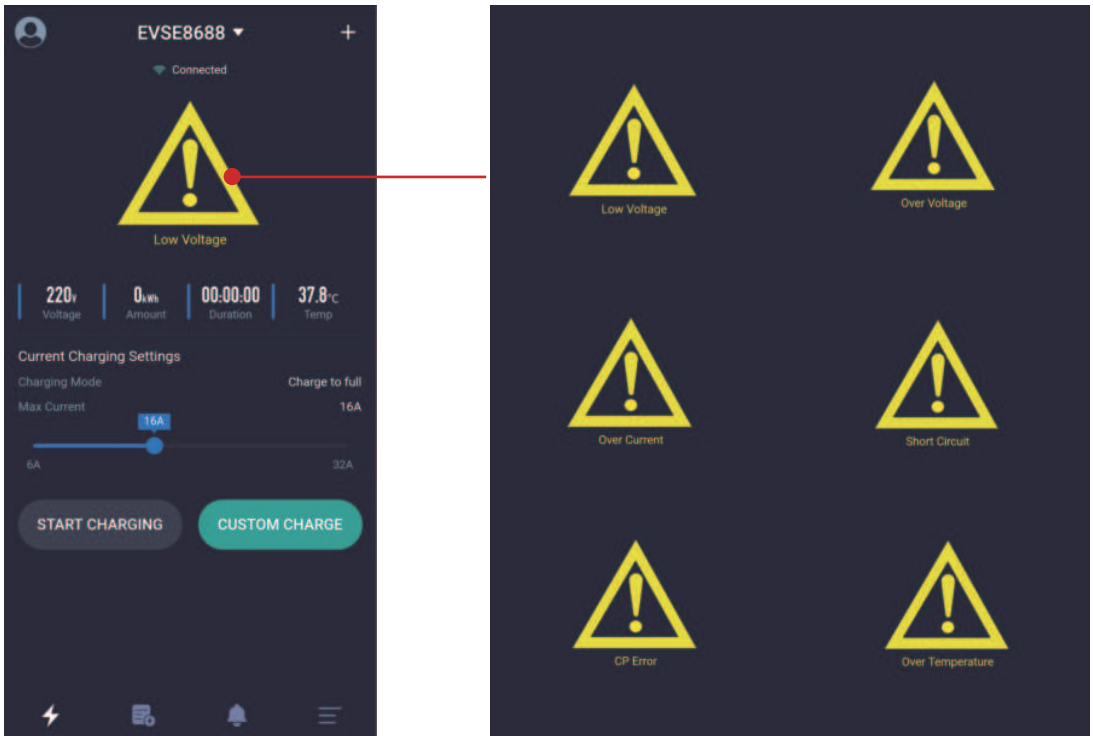 EVSE8688
Connected
Low Voltage
220V 0kWh 00:00:00 37.8°C
Voltage Amount Duration Temp
Current Charging Settings
Charging Mode Charge to full
Max Current 16A
16A
6A 32A
START CHARGING CUSTOM CHARGE
Low Voltage Over Voltage
Over Current Short Circuit
CP Error Over Temperature